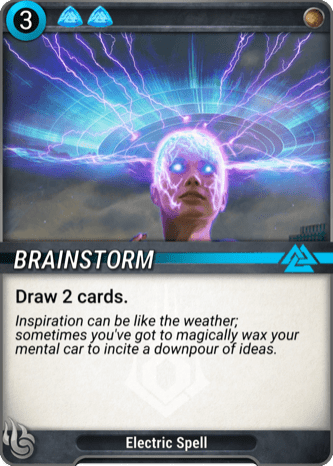 3
BRAINSTORM
Draw 2 cards.
Inspiration can be like the weather;
sometimes you've got to magically wax your
mental car to incite a downpour of ideas.
Electric Spell